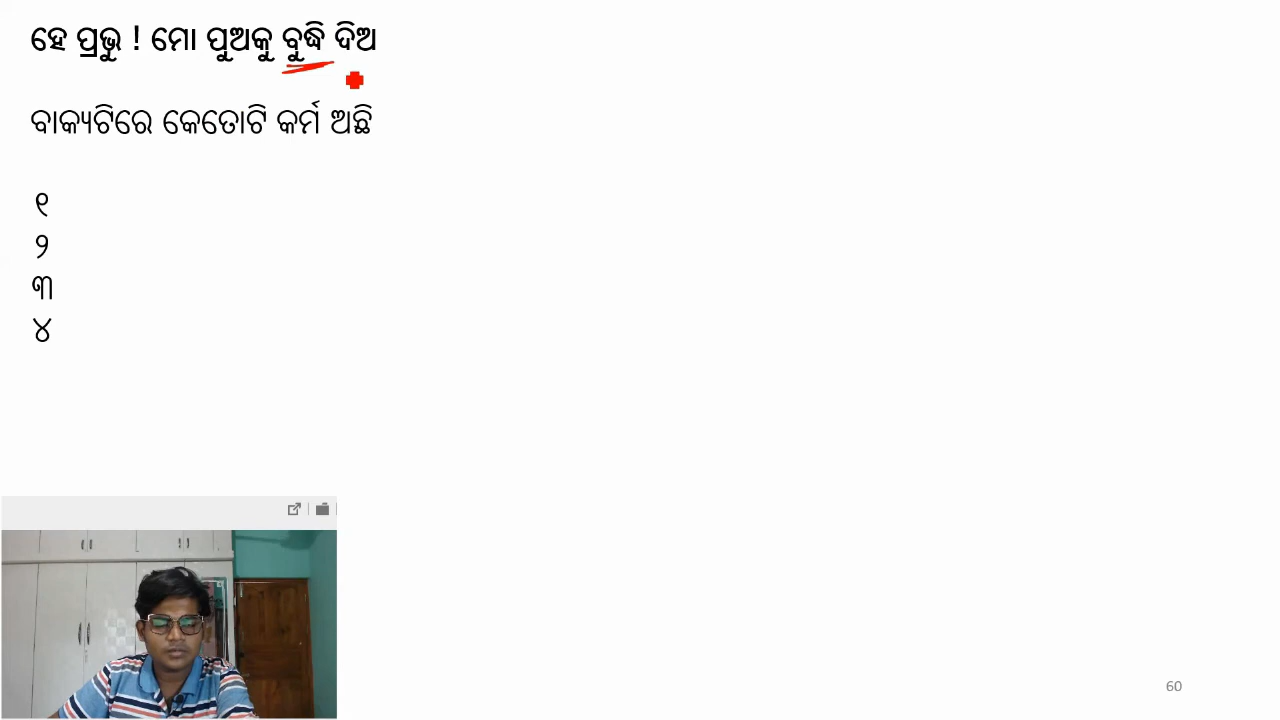 ହେ ପ୍ରଭୁ ! ମୋ ପୁଅକୁ ବୁଦ୍ଧି ଦିଅ
ବାକ୍ୟଟିରେ କେତୋଟି କର୍ମ ଅଛି
୧
୨
୩
୪
60